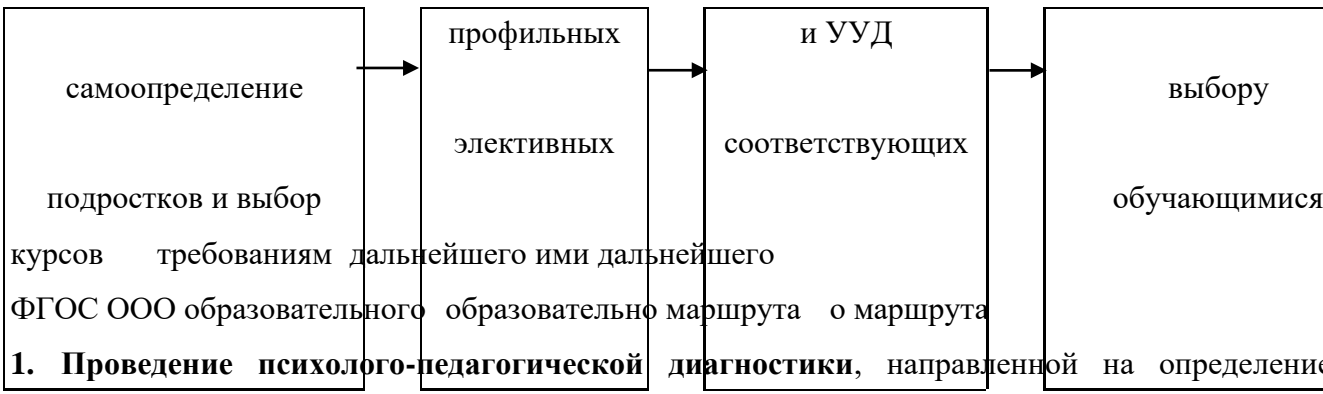 профильных
и УУД
самоопределение
выбору
элективных
соответствующих
подростков и выбор
обучающимися
курсов требованиям дальнейшего ими дальнейшего
ФГОС ООО образовательного образовательно маршрута о маршрута
1. Проведение психолого-педагогической диагностики, направленной на определение